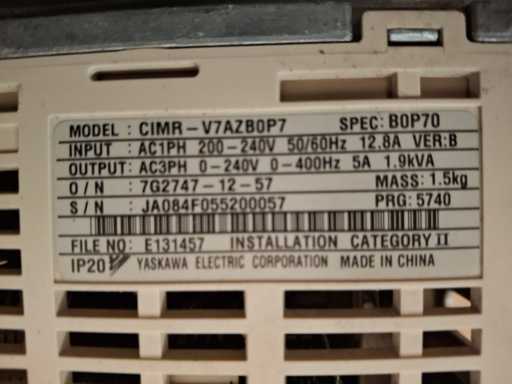 MODEL : CIMR-V7AZB0P7 SPEC: B0P70
INPUT : AC1PH 200-240V 50/60Hz 12.8A VER:B
OUTPUT: AC3PH 0-240V 0-400Hz 5A 1.9kVA
O / N : 7G2747-12-57 MASS: 1.5kg
S / N : JA084F055200057 PRG: 5740
FILE NO: E131457 INSTALLATION CATEGORY II
IP20 YASKAWA ELECTRIC CORPORATION MADE IN CHINA